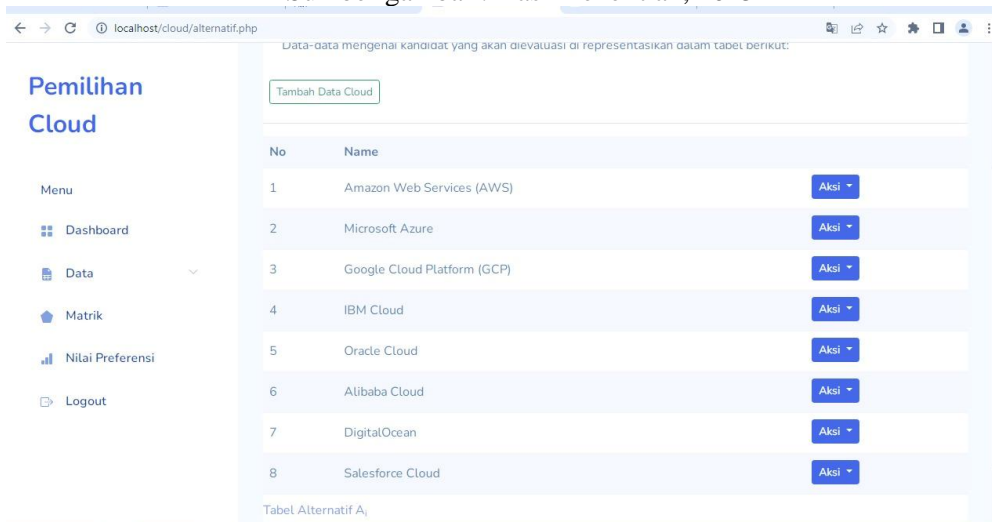 localhost/cloud/alternatif.php
Data-data mengenai kandidat yang akan dievaluasi di representasikan dalam tabel berikut:
Pemilihan
Cloud
Tambah Data Cloud
No Name
Menu
1 Amazon Web Services (AWS) Aksi
Dashboard
2 Microsoft Azure Aksi
Data
3 Google Cloud Platform (GCP) Aksi
Matrik
4 IBM Cloud Aksi
Nilai Preferensi
5 Oracle Cloud Aksi
Logout
6 Alibaba Cloud Aksi
7 DigitalOcean Aksi
8 Salesforce Cloud Aksi
Tabel Alternatif Aᵢ